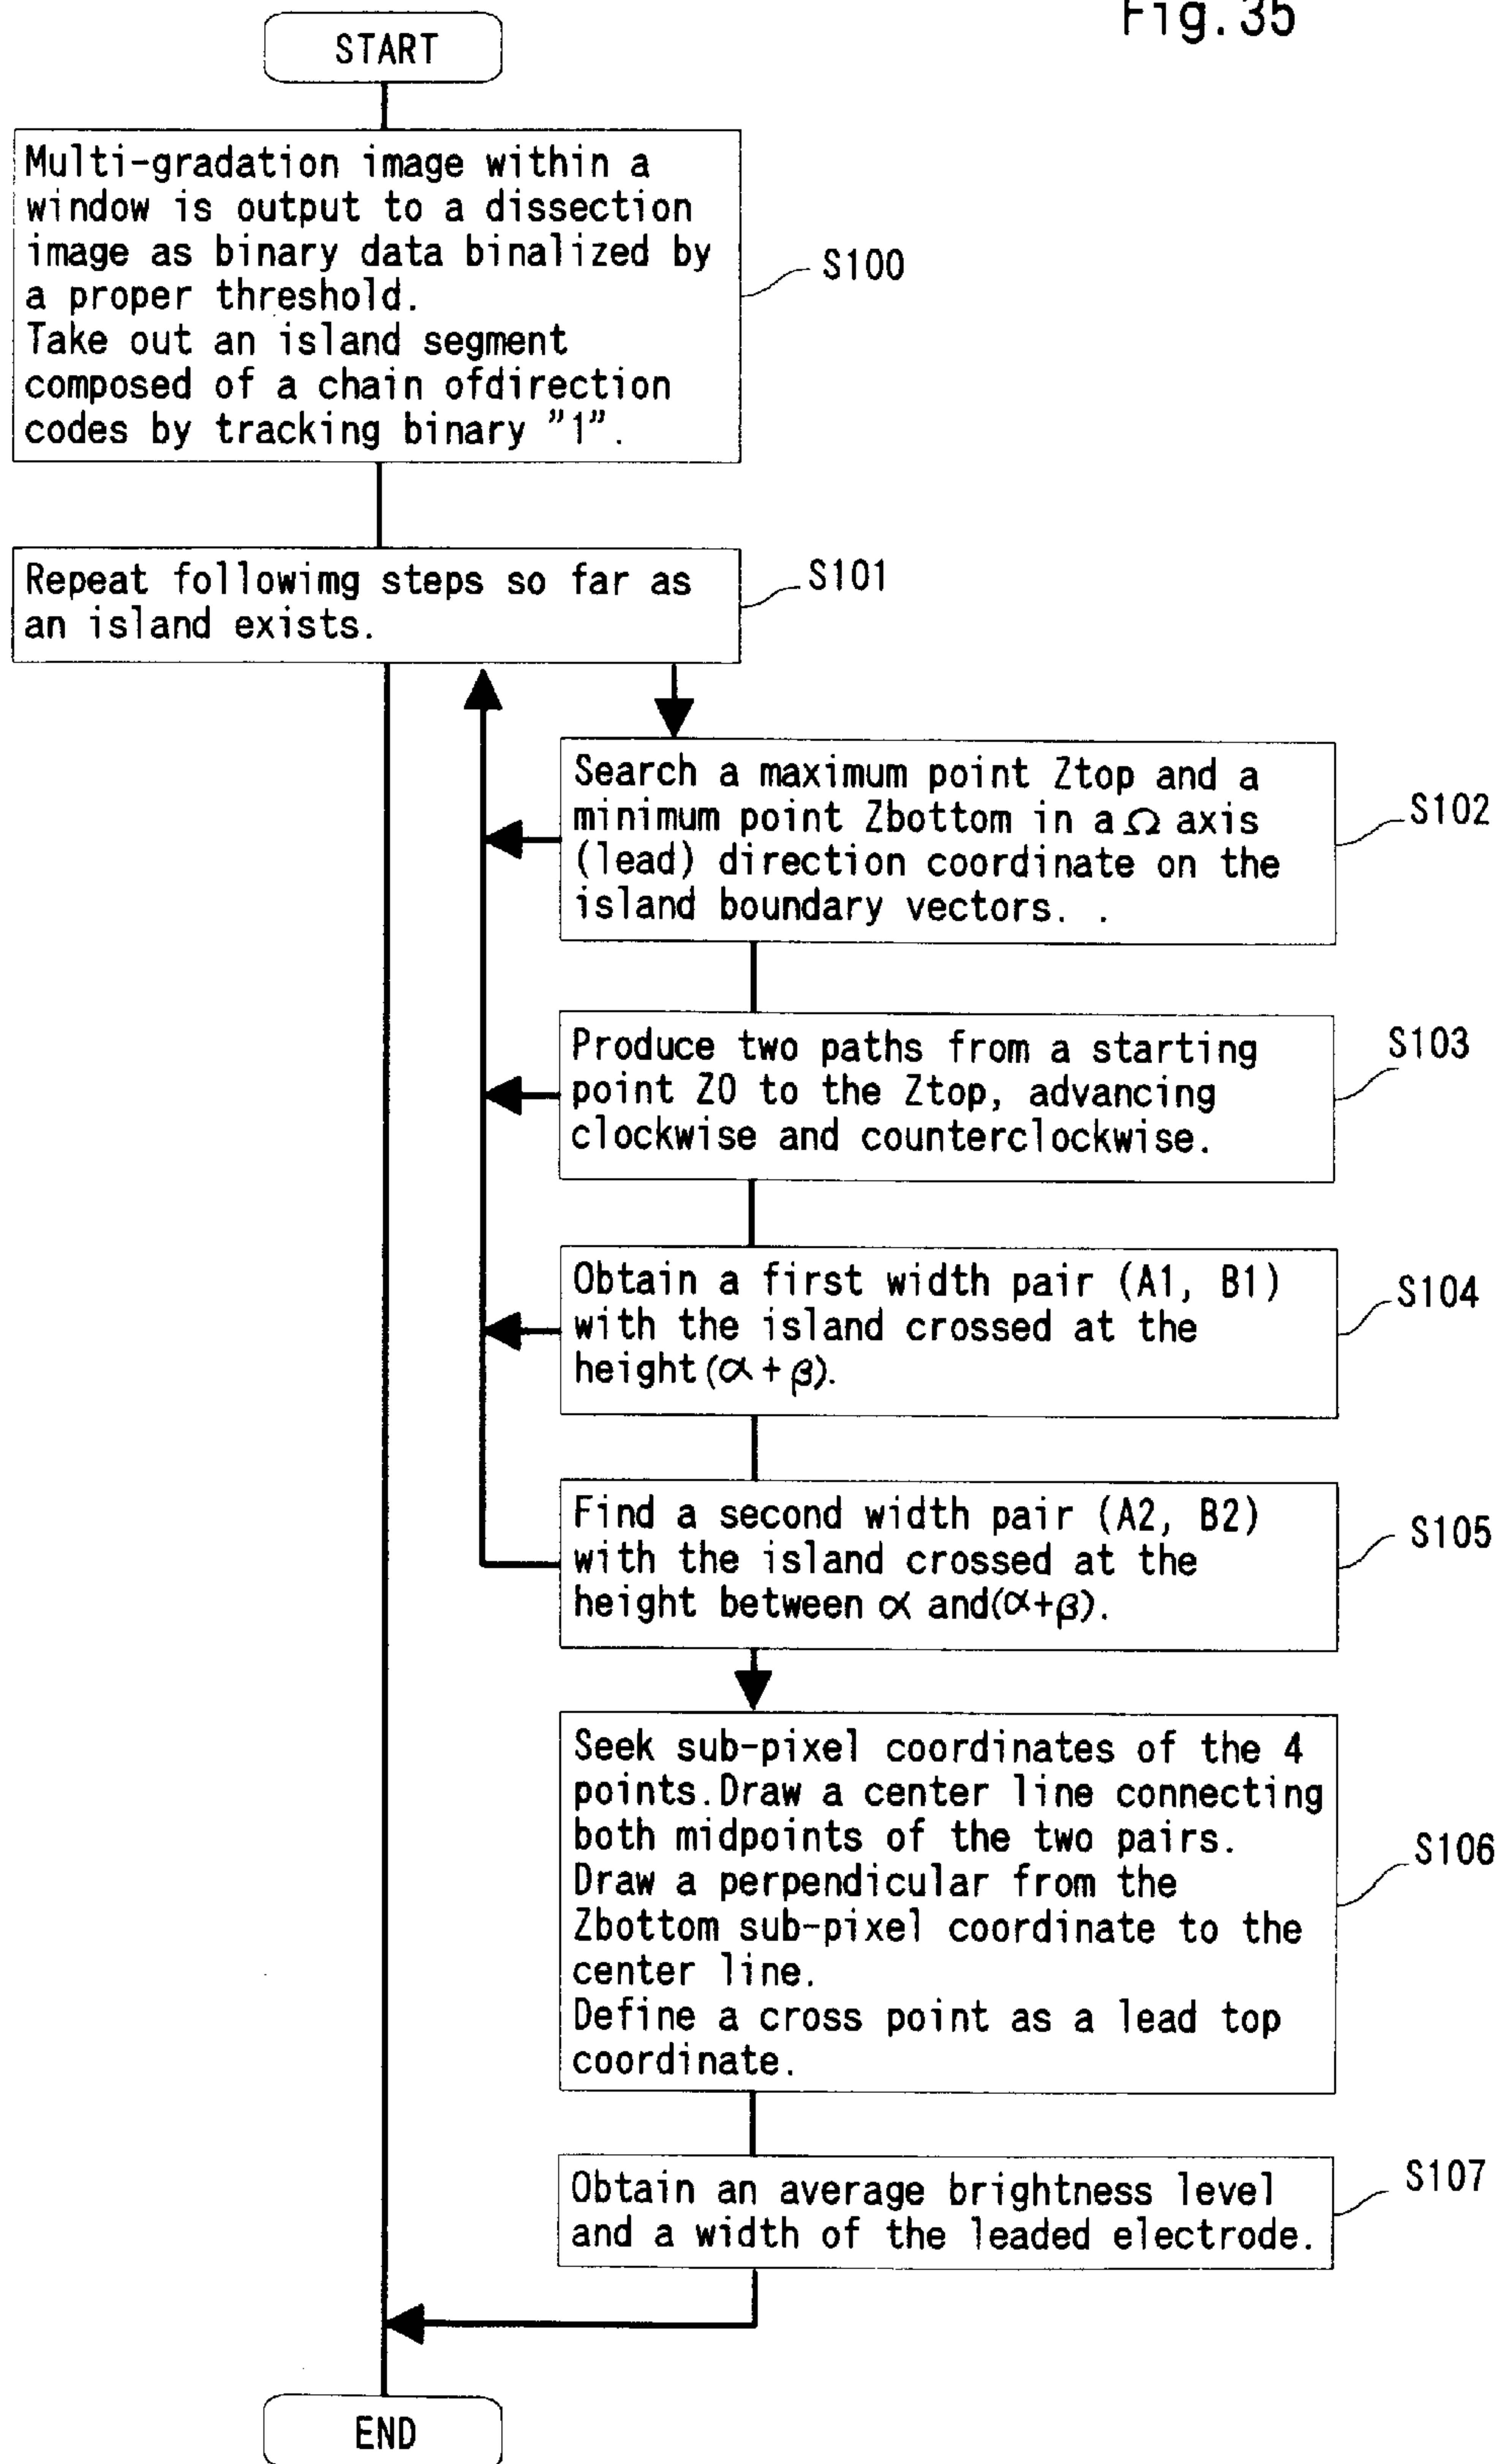 Fig.35
START
Multi-gradation image within a
window is output to a dissection
image as binary data binalized by
a proper threshold.
Take out an island segment
composed of a chain ofdirection
codes by tracking binary "1".
S100
Repeat followimg steps so far as
an island exists.
S101
Search a maximum point Ztop and a
minimum point Zbottom in a Ω axis
(lead) direction coordinate on the
island boundary vectors. .
S102
Produce two paths from a starting
point Z0 to the Ztop, advancing
clockwise and counterclockwise.
S103
Obtain a first width pair (A1, B1)
with the island crossed at the
height(α+β).
S104
Find a second width pair (A2, B2)
with the island crossed at the
height between α and(α+β).
S105
Seek sub-pixel coordinates of the 4
points.Draw a center line connecting
both midpoints of the two pairs.
Draw a perpendicular from the
Zbottom sub-pixel coordinate to the
center line.
Define a cross point as a lead top
coordinate.
S106
Obtain an average brightness level
and a width of the leaded electrode.
S107
END